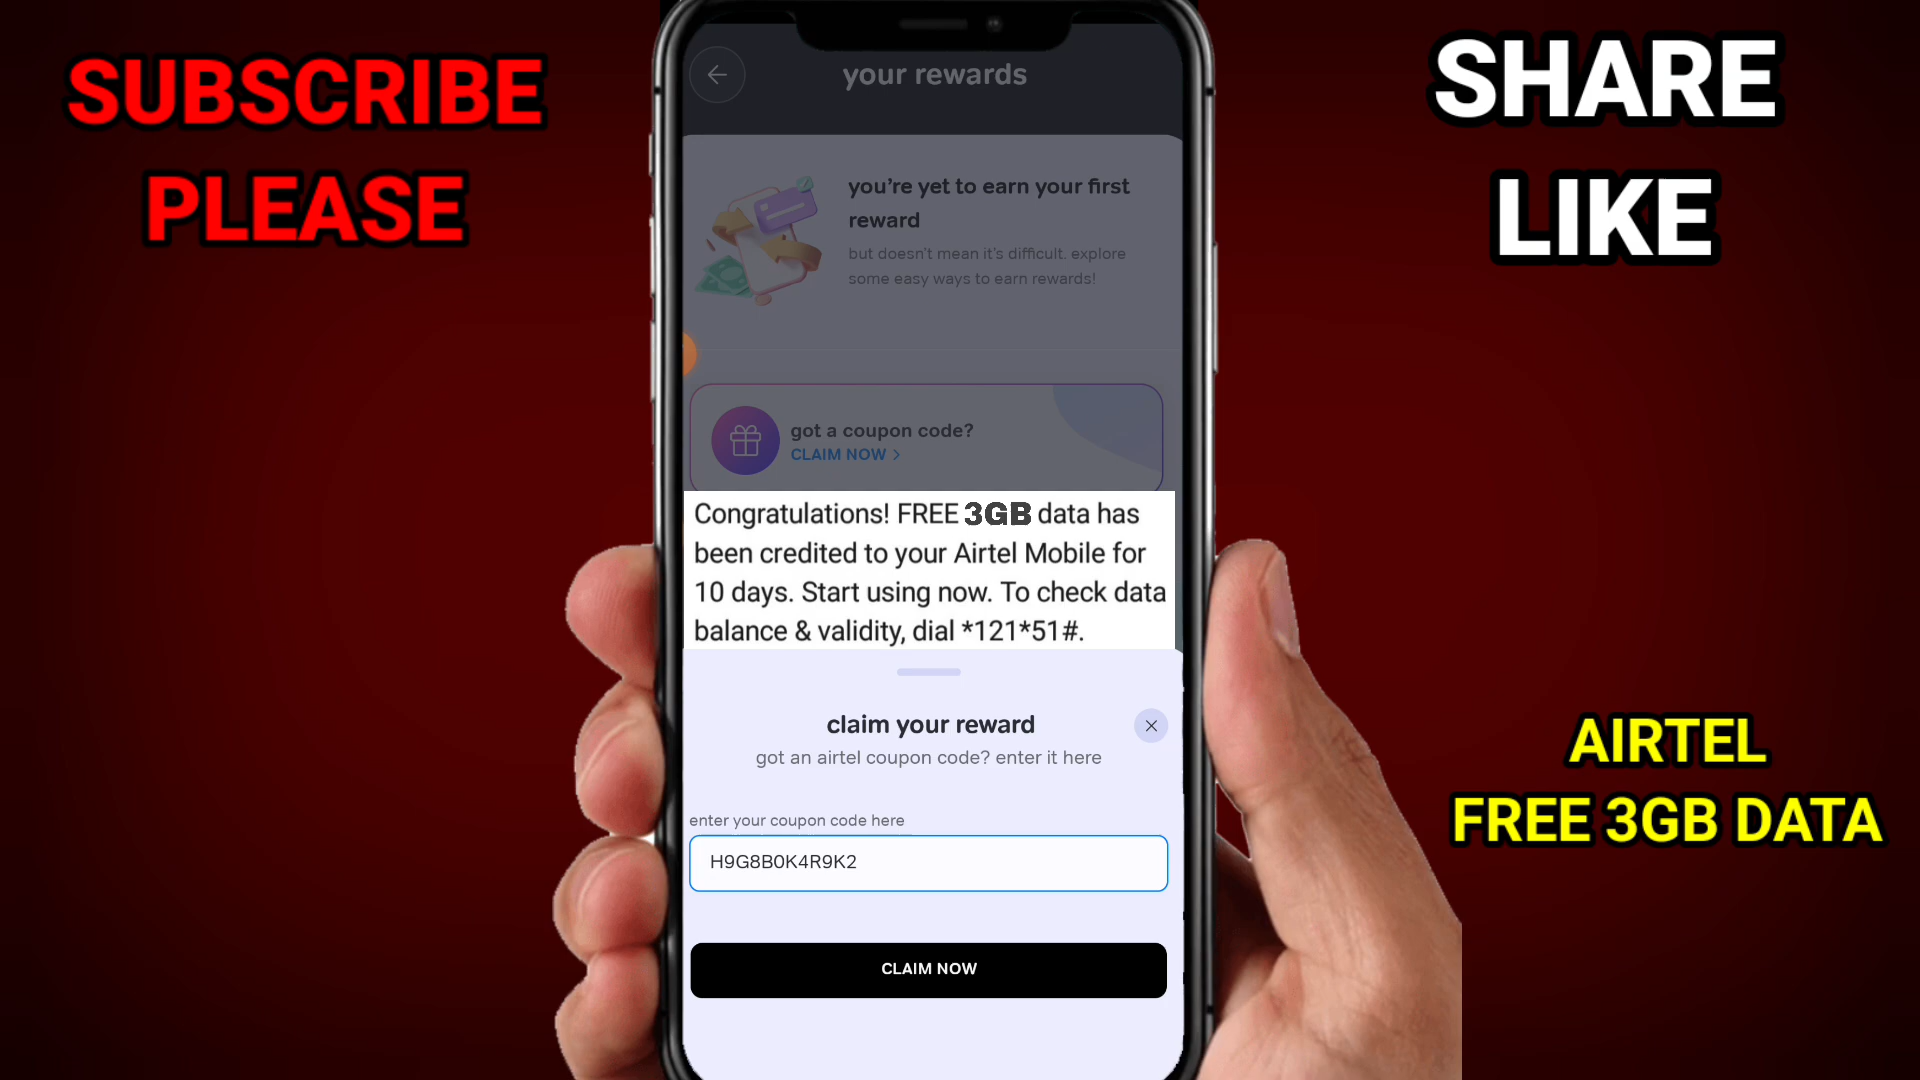 SUBSCRIBE
PLEASE
SHARE
LIKE
your rewards
you're yet to earn your first
reward
but doesn't mean it's difficult. explore
some easy ways to earn rewards!
got a coupon code?
CLAIM NOW >
Congratulations! FREE 3GB data has
been credited to your Airtel Mobile for
10 days. Start using now. To check data
balance & validity, dial *121*51#.
claim your reward
got an airtel coupon code? enter it here
enter your coupon code here
H9G8B0K4R9K2
CLAIM NOW
AIRTEL
FREE 3GB DATA